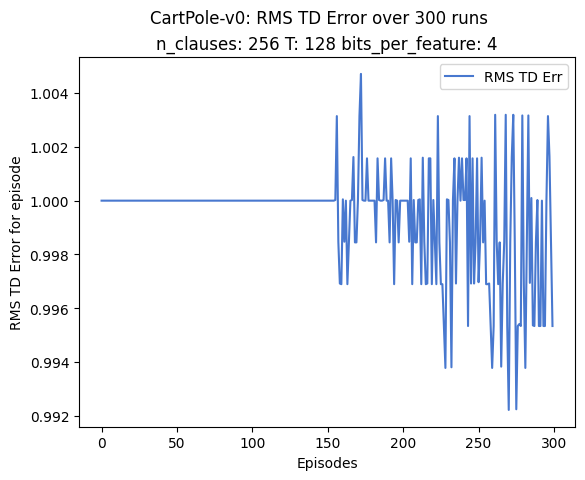 CartPole-v0: RMS TD Error over 300 runs
n_clauses: 256 T: 128 bits_per_feature: 4
RMS TD Err
1.004
1.002
1.000
0.998
0.996
0.994
0.992
RMS TD Error for episode
0 50 100 150 200 250 300
Episodes